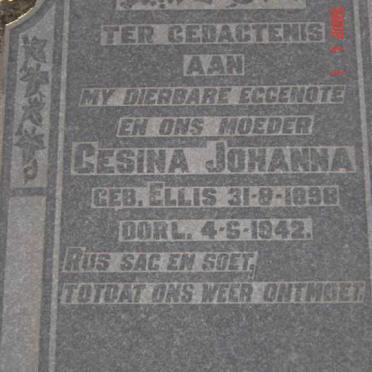 TER GEDACTENIS
AAN
MY DIERBARE EGGENOTE
EN ONS MOEDER
GESINA JOHANNA
GEB. ELLIS 31-8-1898
OORL. 4-6-1942.
RUS SAG EN SOET,
TOTDAT ONS WEER ONTMOET.